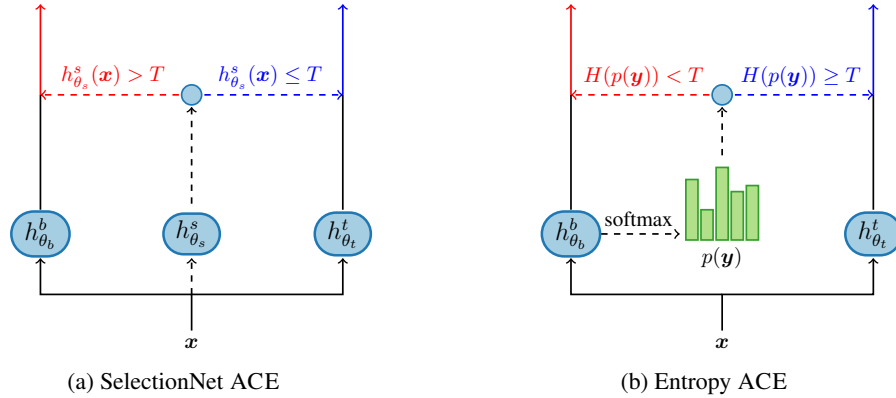 h^s_{θ_s}(x) > T
h^s_{θ_s}(x) ≤ T
h^b_{θ_b}
h^s_{θ_s}
h^t_{θ_t}
x
(a) SelectionNet ACE
H(p(y)) < T
H(p(y)) ≥ T
h^b_{θ_b}
softmax
h^t_{θ_t}
p(y)
x
(b) Entropy ACE